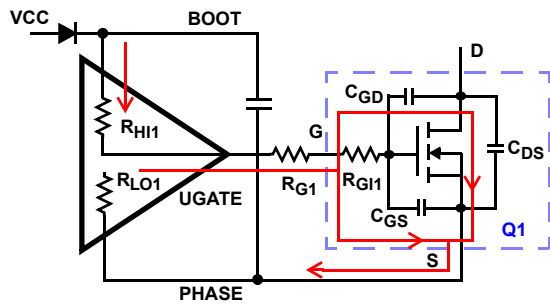 VCC
BOOT
D
CGD
RHI1
G
CDS
RLO1
RG1
RGI1
UGATE
CGS
Q1
S
PHASE